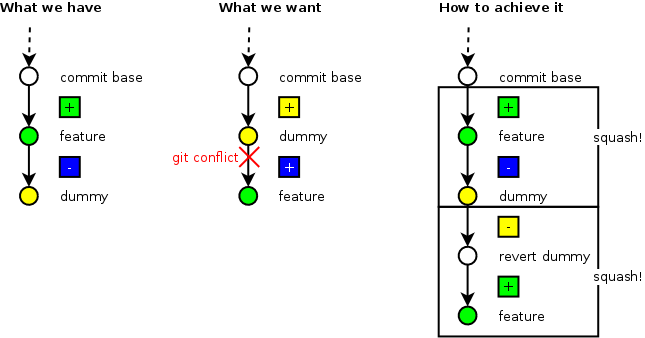 What we have
What we want
How to achieve it
commit base
commit base
commit base
+
+
+
feature
dummy
feature
squash!
git conflict
-
+
-
dummy
feature
dummy
-
revert dummy
squash!
+
feature